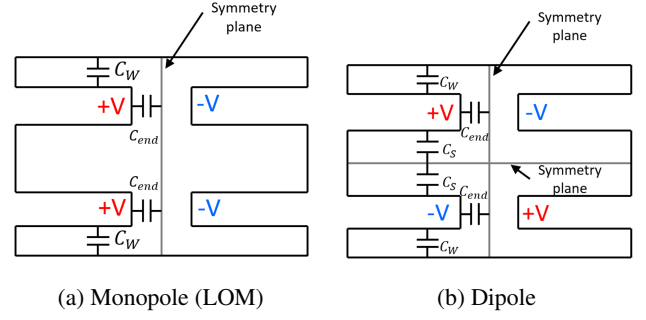 Symmetry
plane
C_W
+V
-V
C_end
C_end
+V
-V
C_W
(a) Monopole (LOM)
Symmetry
plane
C_W
+V
-V
C_end
C_S
Symmetry
plane
C_S
C_end
-V
+V
C_W
(b) Dipole